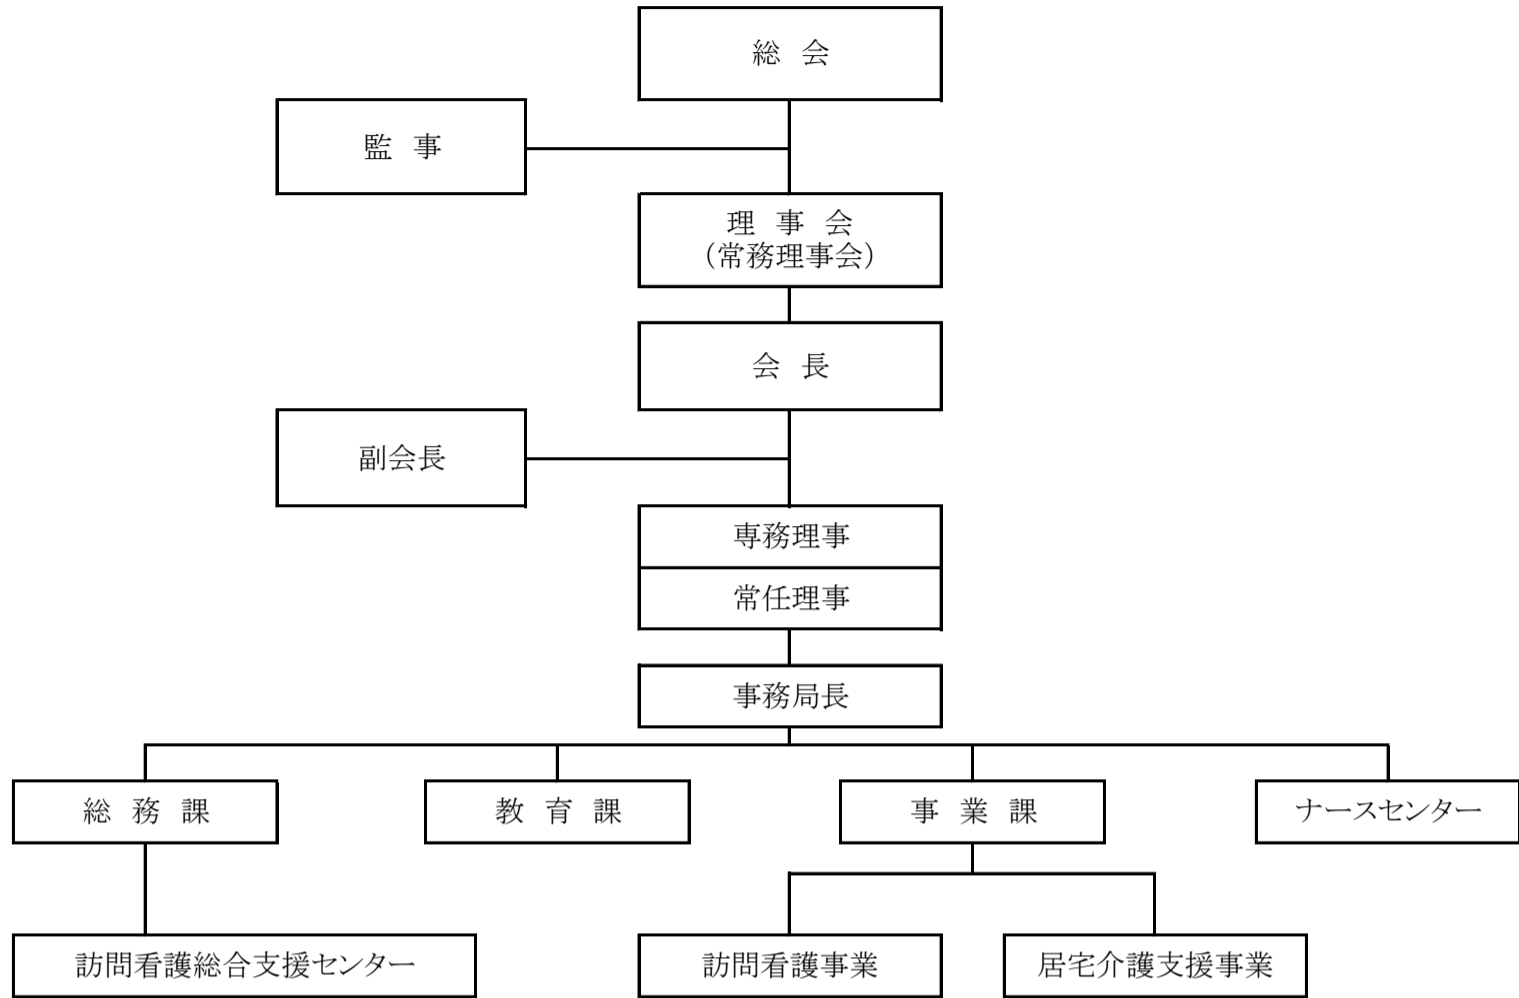 総 会
監 事
理 事 会
(常務理事会)
会 長
副会長
専務理事
常任理事
事務局長
総 務 課
教 育 課
事 業 課
ナースセンター
訪問看護総合支援センター
訪問看護事業
居宅介護支援事業